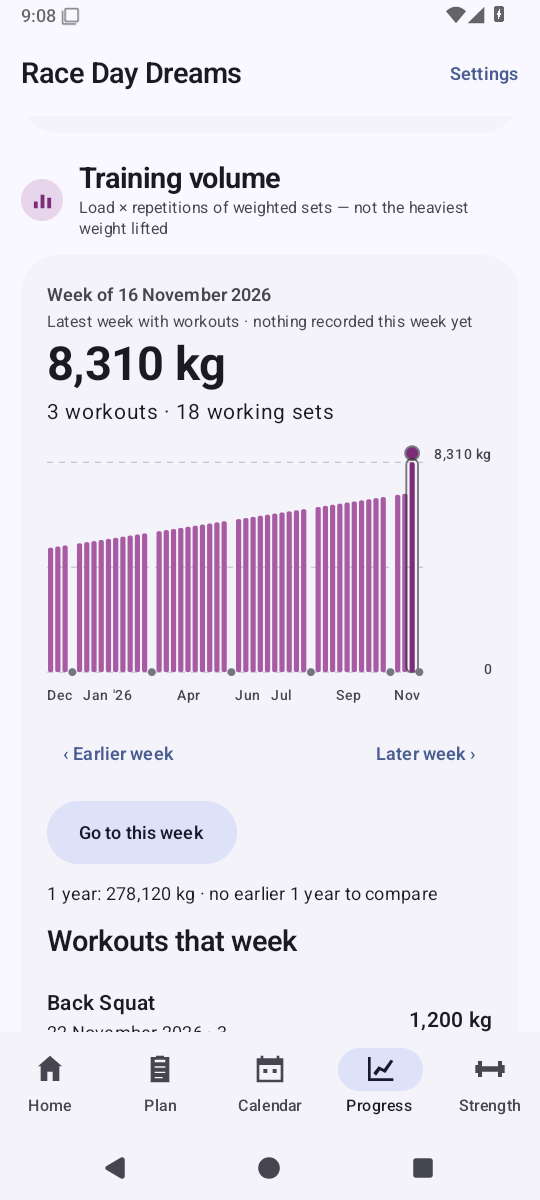 9:08
Race Day Dreams
Settings
Training volume
Load × repetitions of weighted sets — not the heaviest
weight lifted
Week of 16 November 2026
Latest week with workouts · nothing recorded this week yet
8,310 kg
3 workouts · 18 working sets
8,310 kg
0
Dec Jan '26 Apr Jun Jul Sep Nov
‹ Earlier week
Later week ›
Go to this week
1 year: 278,120 kg · no earlier 1 year to compare
Workouts that week
Back Squat
1,200 kg
22 November 2026 · 3
Home
Plan
Calendar
Progress
Strength